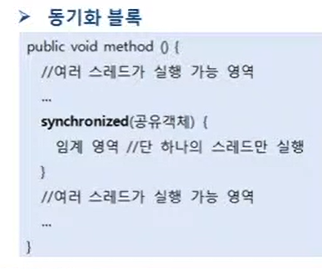 ➢ 동기화 블록
public void method () {
//여러 스레드가 실행 가능 영역
...
synchronized(공유객체) {
임계 영역 //단 하나의 스레드만 실행
}
//여러 스레드가 실행 가능 영역
...
}